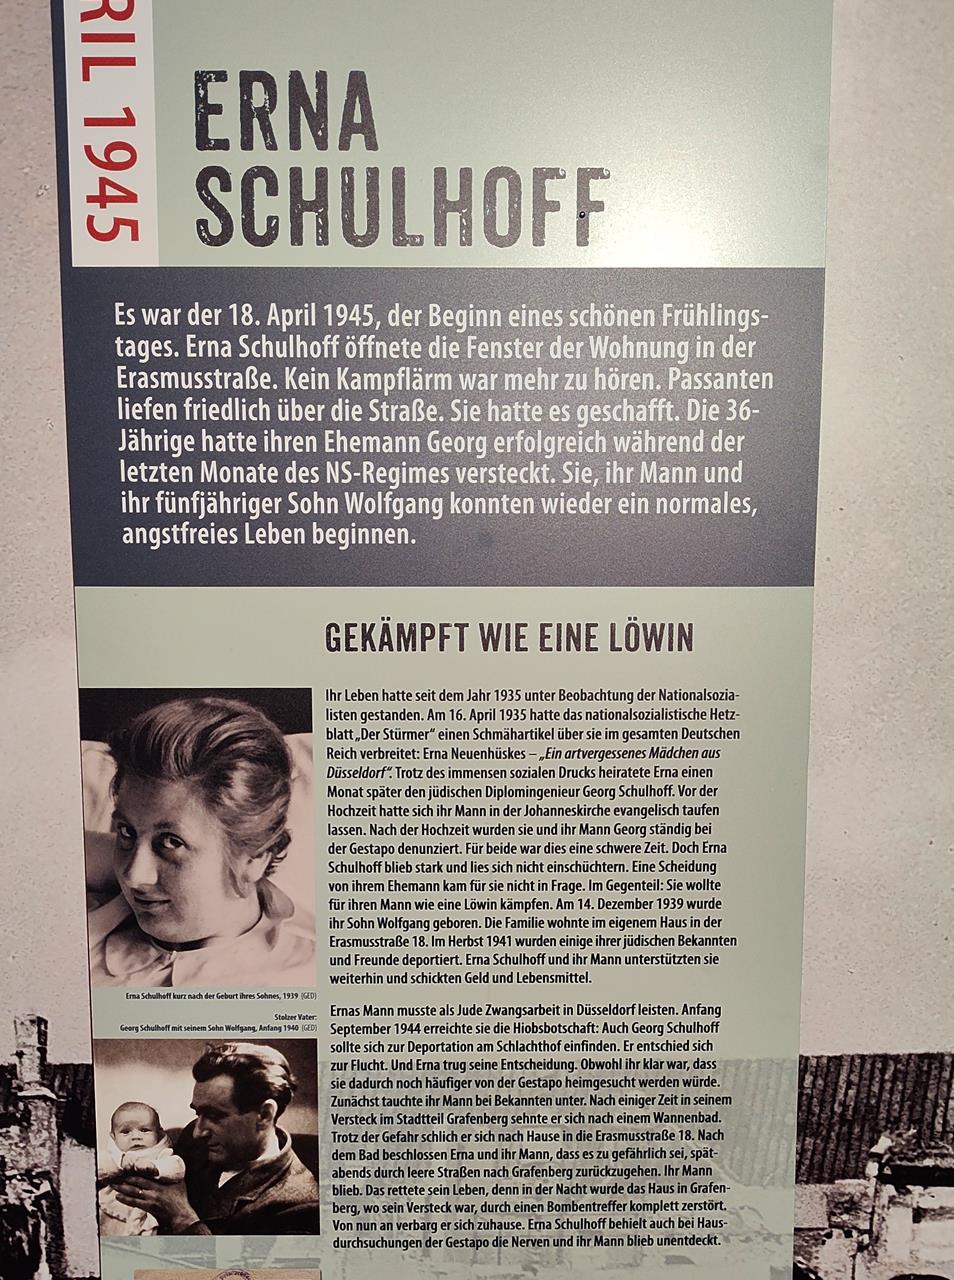 RIL 1945
ERNA
SCHULHOFF
Es war der 18. April 1945, der Beginn eines schönen Frühlings-
tages. Erna Schulhoff öffnete die Fenster der Wohnung in der
Erasmusstraße. Kein Kampflärm war mehr zu hören. Passanten
liefen friedlich über die Straße. Sie hatte es geschafft. Die 36-
Jährige hatte ihren Ehemann Georg erfolgreich während der
letzten Monate des NS-Regimes versteckt. Sie, ihr Mann und
ihr fünfjähriger Sohn Wolfgang konnten wieder ein normales,
angstfreies Leben beginnen.
GEKÄMPFT WIE EINE LÖWIN
Ihr Leben hatte seit dem Jahr 1935 unter Beobachtung der Nationalsozia-
listen gestanden. Am 16. April 1935 hatte das nationalsozialistische Hetz-
blatt „Der Stürmer“ einen Schmähartikel über sie im gesamten Deutschen
Reich verbreitet: Erna Neuenhüskes – „Ein artvergessenes Mädchen aus
Düsseldorf“. Trotz des immensen sozialen Drucks heiratete Erna einen
Monat später den jüdischen Diplomingenieur Georg Schulhoff. Vor der
Hochzeit hatte sich ihr Mann in der Johanneskirche evangelisch taufen
lassen. Nach der Hochzeit wurden sie und ihr Mann Georg ständig bei
der Gestapo denunziert. Für beide war dies eine schwere Zeit. Doch Erna
Schulhoff blieb stark und lies sich nicht einschüchtern. Eine Scheidung
von ihrem Ehemann kam für sie nicht in Frage. Im Gegenteil: Sie wollte
für ihren Mann wie eine Löwin kämpfen. Am 14. Dezember 1939 wurde
ihr Sohn Wolfgang geboren. Die Familie wohnte im eigenem Haus in der
Erasmusstraße 18. Im Herbst 1941 wurden einige ihrer jüdischen Bekannten
und Freunde deportiert. Erna Schulhoff und ihr Mann unterstützten sie
weiterhin und schickten Geld und Lebensmittel.
Erna Schulhoff kurz nach der Geburt ihres Sohnes, 1939 (GED)
Stolzer Vater:
Georg Schulhoff mit seinem Sohn Wolfgang, Anfang 1940 (GED)
Ernas Mann musste als Jude Zwangsarbeit in Düsseldorf leisten. Anfang
September 1944 erreichte sie die Hiobsbotschaft: Auch Georg Schulhoff
sollte sich zur Deportation am Schlachthof einfinden. Er entschied sich
zur Flucht. Und Erna trug seine Entscheidung. Obwohl ihr klar war, dass
sie dadurch noch häufiger von der Gestapo heimgesucht werden würde.
Zunächst tauchte ihr Mann bei Bekannten unter. Nach einiger Zeit in seinem
Versteck im Stadtteil Grafenberg sehnte er sich nach einem Wannenbad.
Trotz der Gefahr schlich er sich nach Hause in die Erasmusstraße 18. Nach
dem Bad beschlossen Erna und ihr Mann, dass es zu gefährlich sei, spät-
abends durch leere Straßen nach Grafenberg zurückzugehen. Ihr Mann
blieb. Das rettete sein Leben, denn in der Nacht wurde das Haus in Grafen-
berg, wo sein Versteck war, durch einen Bombentreffer komplett zerstört.
Von nun an verbarg er sich zuhause. Erna Schulhoff behielt auch bei Haus-
durchsuchungen der Gestapo die Nerven und ihr Mann blieb unentdeckt.